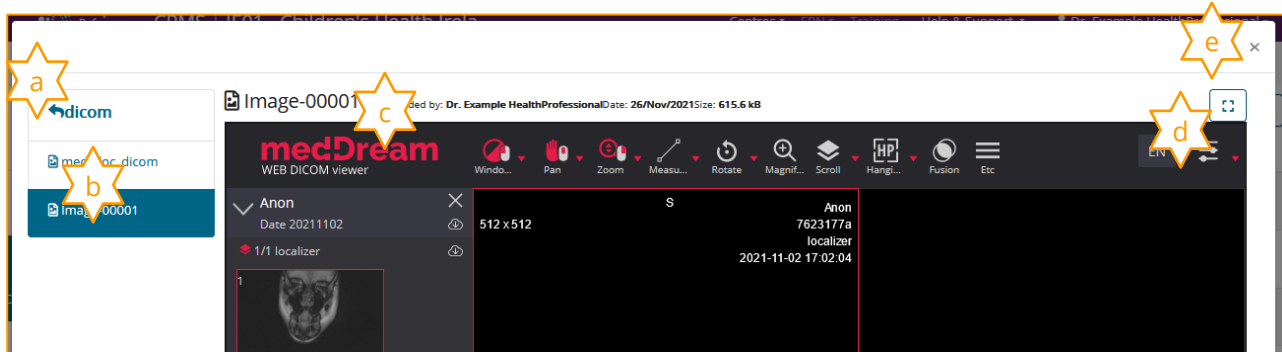 e
a
dicom
Image-00001
c
ded by: Dr. Example HealthProfessionalDate: 26/Nov/2021Size: 615.6 kB
d
b
Image-00001
medDream
WEB DICOM viewer
Windo... Pan Zoom Measu... Rotate Magnif... Scroll HP Hangi... Fusion Etc
EN
Anon
Date 20211102
1/1 localizer
1
512 x 512
S
Anon
7623177a
localizer
2021-11-02 17:02:04